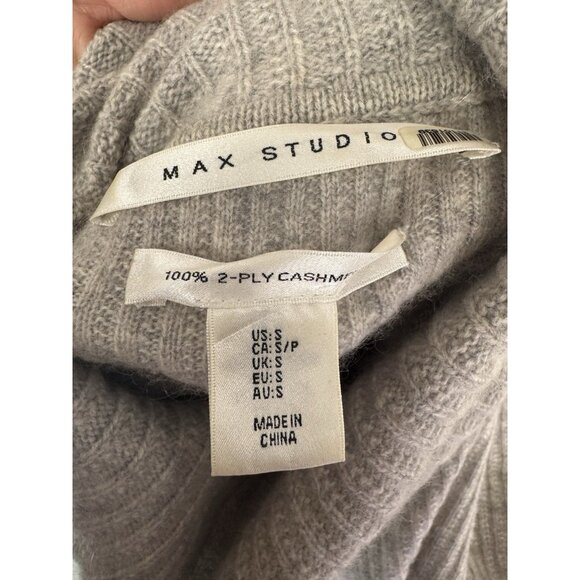 MAX STUDIO
100% 2-PLY CASHM
US:S
CA:S/P
UK:S
EU:S
AU:S
MADE IN
CHINA